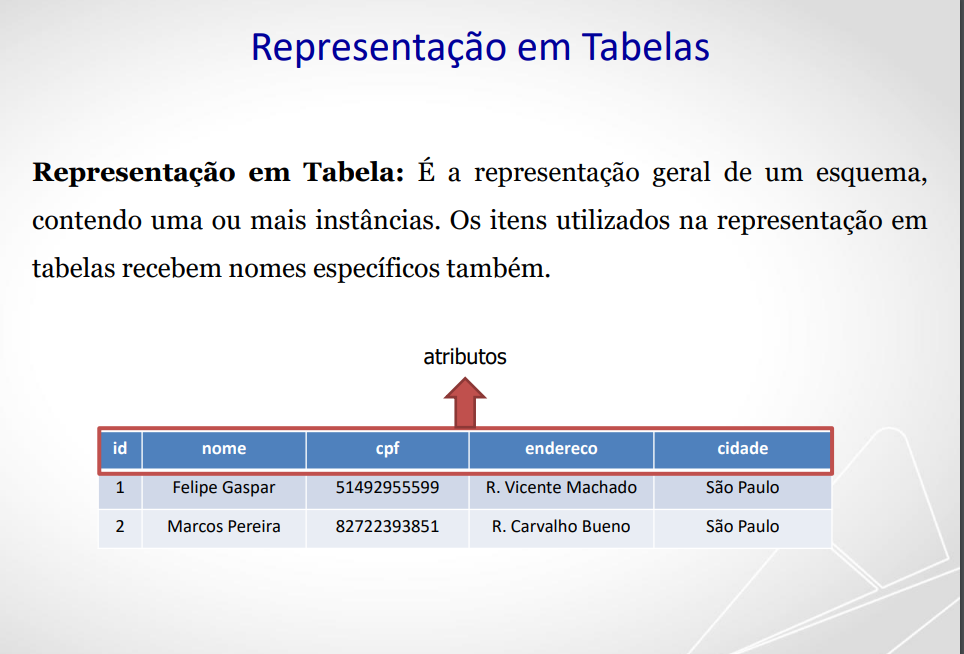 Representação em Tabelas
Representação em Tabela: É a representação geral de um esquema,
contendo uma ou mais instâncias. Os itens utilizados na representação em
tabelas recebem nomes específicos também.
atributos
id nome cpf endereco cidade
1 Felipe Gaspar 51492955599 R. Vicente Machado São Paulo
2 Marcos Pereira 82722393851 R. Carvalho Bueno São Paulo